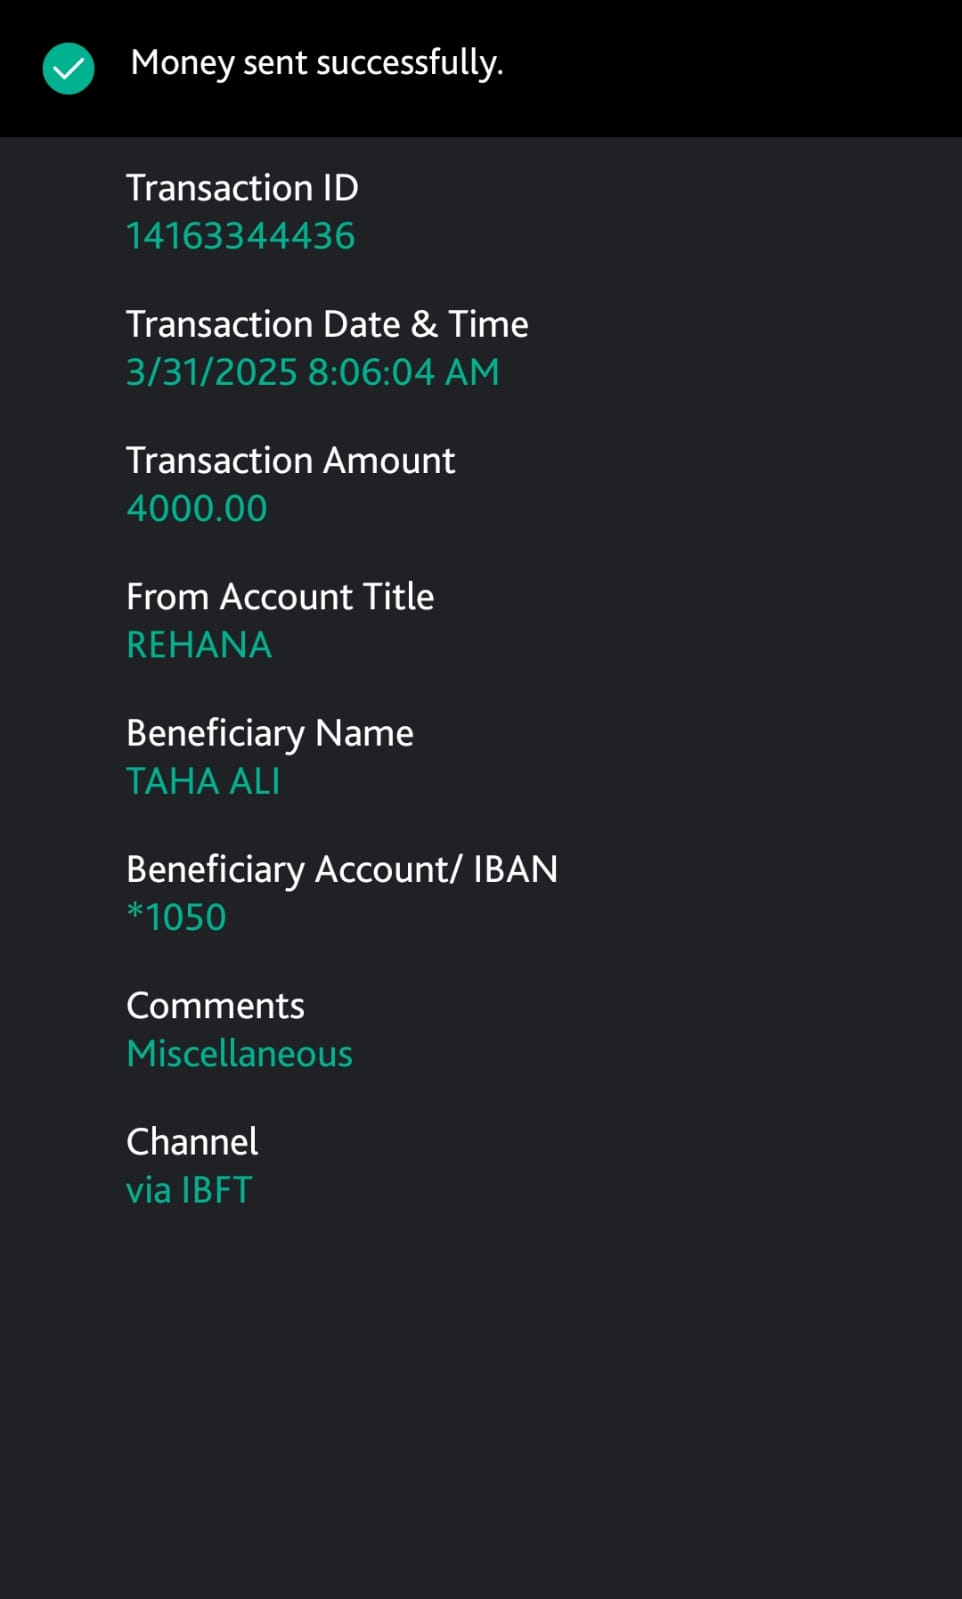 Money sent successfully.
Transaction ID
14163344436
Transaction Date & Time
3/31/2025 8:06:04 AM
Transaction Amount
4000.00
From Account Title
REHANA
Beneficiary Name
TAHA ALI
Beneficiary Account/ IBAN
*1050
Comments
Miscellaneous
Channel
via IBFT